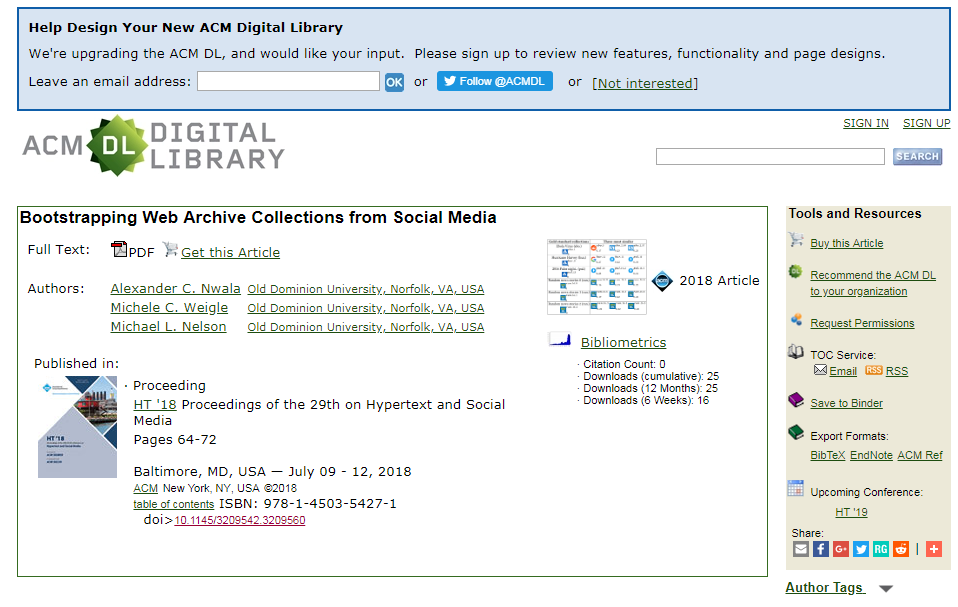 Help Design Your New ACM Digital Library
We're upgrading the ACM DL, and would like your input. Please sign up to review new features, functionality and page designs.
Leave an email address: OK or Follow @ACMDL or [Not interested]
SIGN IN SIGN UP
ACM DL DIGITAL LIBRARY
SEARCH
Bootstrapping Web Archive Collections from Social Media
Full Text: PDF Get this Article
2018 Article
Authors: Alexander C. Nwala Old Dominion University, Norfolk, VA, USA
Michele C. Weigle Old Dominion University, Norfolk, VA, USA
Michael L. Nelson Old Dominion University, Norfolk, VA, USA
Bibliometrics
· Citation Count: 0
· Downloads (cumulative): 25
· Downloads (12 Months): 25
· Downloads (6 Weeks): 16
Published in:
HT '18
· Proceeding
HT '18 Proceedings of the 29th on Hypertext and Social
Media
Pages 64-72
Baltimore, MD, USA — July 09 - 12, 2018
ACM New York, NY, USA ©2018
table of contents ISBN: 978-1-4503-5427-1
doi>10.1145/3209542.3209560
Tools and Resources
Buy this Article
Recommend the ACM DL
to your organization
Request Permissions
TOC Service:
Email RSS RSS
Save to Binder
Export Formats:
BibTeX EndNote ACM Ref
Upcoming Conference:
HT '19
Share:
G+ RG | +
Author Tags